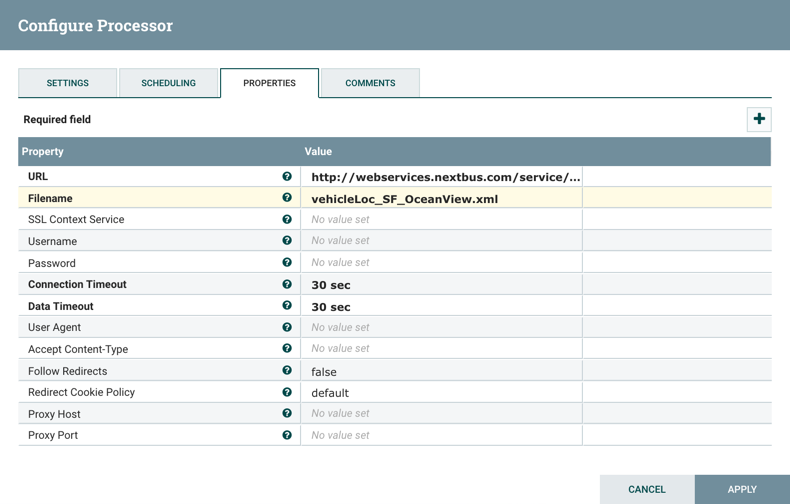 Configure Processor
SETTINGS SCHEDULING PROPERTIES COMMENTS
Required field
Property Value
URL http://webservices.nextbus.com/service/...
Filename vehicleLoc_SF_OceanView.xml
SSL Context Service No value set
Username No value set
Password No value set
Connection Timeout 30 sec
Data Timeout 30 sec
User Agent No value set
Accept Content-Type No value set
Follow Redirects false
Redirect Cookie Policy default
Proxy Host No value set
Proxy Port No value set
CANCEL APPLY